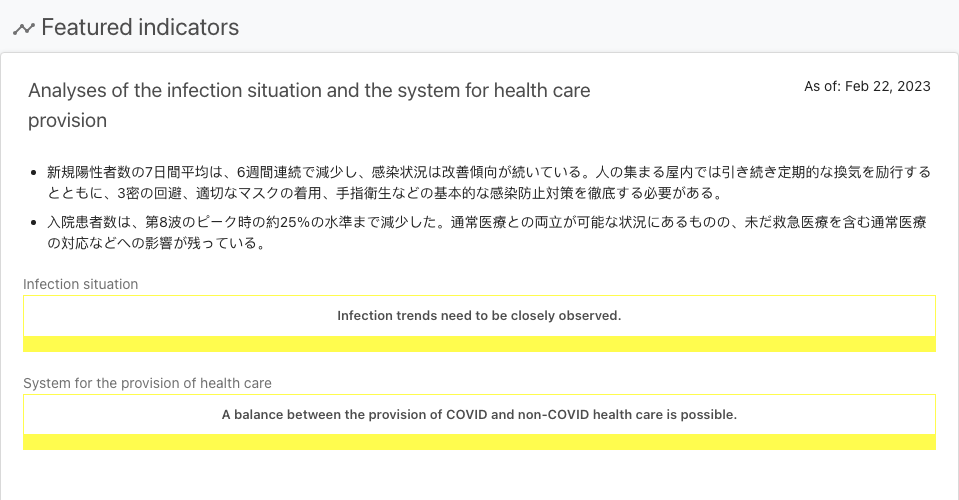 Featured indicators
Analyses of the infection situation and the system for health care
provision
As of: Feb 22, 2023
新規陽性者数の7日間平均は、6週間連続で減少し、感染状況は改善傾向が続いている。人の集まる屋内では引き続き定期的な換気を励行する
とともに、3密の回避、適切なマスクの着用、手指衛生などの基本的な感染防止対策を徹底する必要がある。
入院患者数は、第8波のピーク時の約25%の水準まで減少した。通常医療との両立が可能な状況にあるものの、未だ救急医療を含む通常医療
の対応などへの影響が残っている。
Infection situation
Infection trends need to be closely observed.
System for the provision of health care
A balance between the provision of COVID and non-COVID health care is possible.